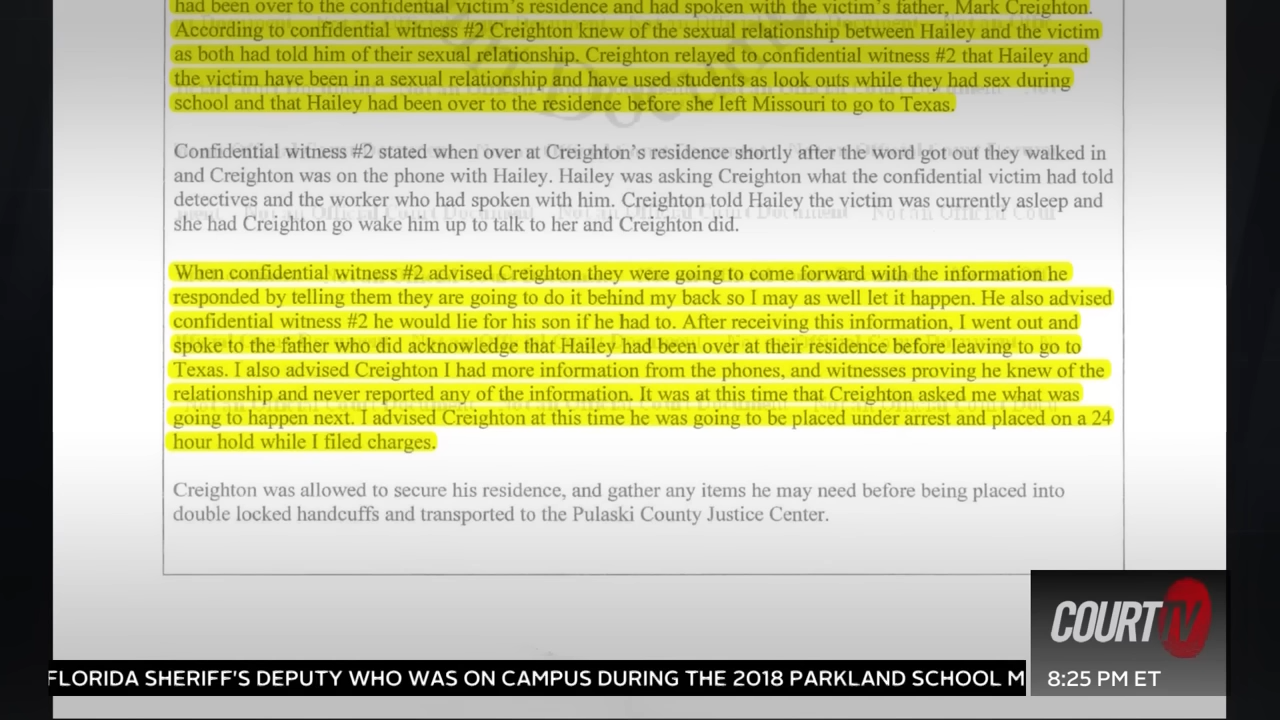 had been over to the confidential victim's residence and had spoken with the victim's father, Mark Creighton.
According to confidential witness #2 Creighton knew of the sexual relationship between Hailey and the victim
as both had told him of their sexual relationship. Creighton relayed to confidential witness #2 that Hailey and
the victim have been in a sexual relationship and have used students as look outs while they had sex during
school and that Hailey had been over to the residence before she left Missouri to go to Texas.
Confidential witness #2 stated when over at Creighton's residence shortly after the word got out they walked in
and Creighton was on the phone with Hailey. Hailey was asking Creighton what the confidential victim had told
detectives and the worker who had spoken with him. Creighton told Hailey the victim was currently asleep and
she had Creighton go wake him up to talk to her and Creighton did.
When confidential witness #2 advised Creighton they were going to come forward with the information he
responded by telling them they are going to do it behind my back so I may as well let it happen. He also advised
confidential witness #2 he would lie for his son if he had to. After receiving this information, I went out and
spoke to the father who did acknowledge that Hailey had been over at their residence before leaving to go to
Texas. I also advised Creighton I had more information from the phones, and witnesses proving he knew of the
relationship and never reported any of the information. It was at this time that Creighton asked me what was
going to happen next. I advised Creighton at this time he was going to be placed under arrest and placed on a 24
hour hold while I filed charges.
Creighton was allowed to secure his residence, and gather any items he may need before being placed into
double locked handcuffs and transported to the Pulaski County Justice Center.
COURT TV
FLORIDA SHERIFF'S DEPUTY WHO WAS ON CAMPUS DURING THE 2018 PARKLAND SCHOOL M
8:25 PM ET